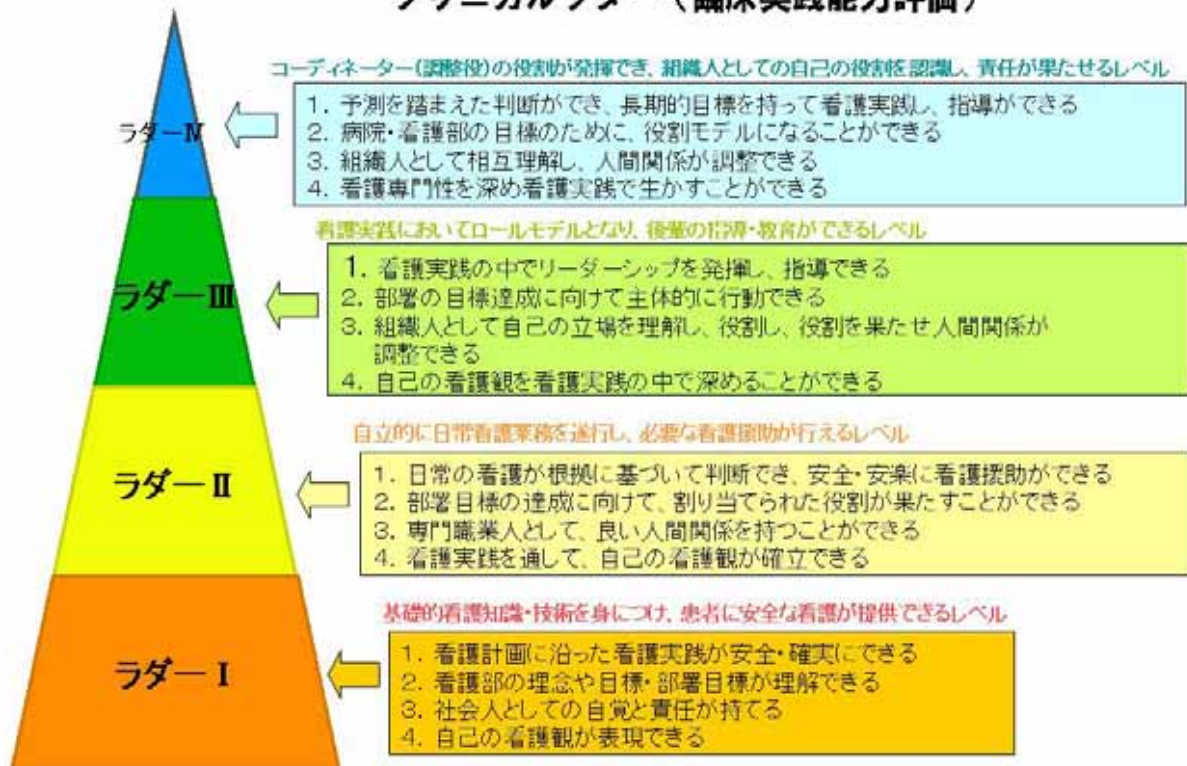 クリニカルラダー（臨床実践能力評価）
コーディネーター(調整役)の役割が発揮でき、組織人としての自己の役割を認識し、責任が果たせるレベル
ラダーⅣ
1. 予測を踏まえた判断ができ、長期的目標を持って看護実践し、指導ができる
2. 病院・看護部の目標のために、役割モデルになることができる
3. 組織人として相互理解し、人間関係が調整できる
4. 看護専門性を深め看護実践で生かすことができる
看護実践においてロールモデルとなり、後輩の指導・教育ができるレベル
ラダーⅢ
1. 看護実践の中でリーダーシップを発揮し、指導できる
2. 部署の目標達成に向けて主体的に行動できる
3. 組織人として自己の立場を理解し、役割し、役割を果たせ人間関係が
調整できる
4. 自己の看護観を看護実践の中で深めることができる
自立的に日常看護業務を遂行し、必要な看護援助が行えるレベル
ラダーⅡ
1. 日常の看護が根拠に基づいて判断でき、安全・安楽に看護援助ができる
2. 部署目標の達成に向けて、割り当てられた役割が果たすことができる
3. 専門職業人として、良い人間関係を持つことができる
4. 看護実践を通して、自己の看護観が確立できる
基礎的看護知識・技術を身につけ、患者に安全な看護が提供できるレベル
ラダーⅠ
1. 看護計画に沿った看護実践が安全・確実にできる
2. 看護部の理念や目標・部署目標が理解できる
3. 社会人としての自覚と責任が持てる
4. 自己の看護観が表現できる